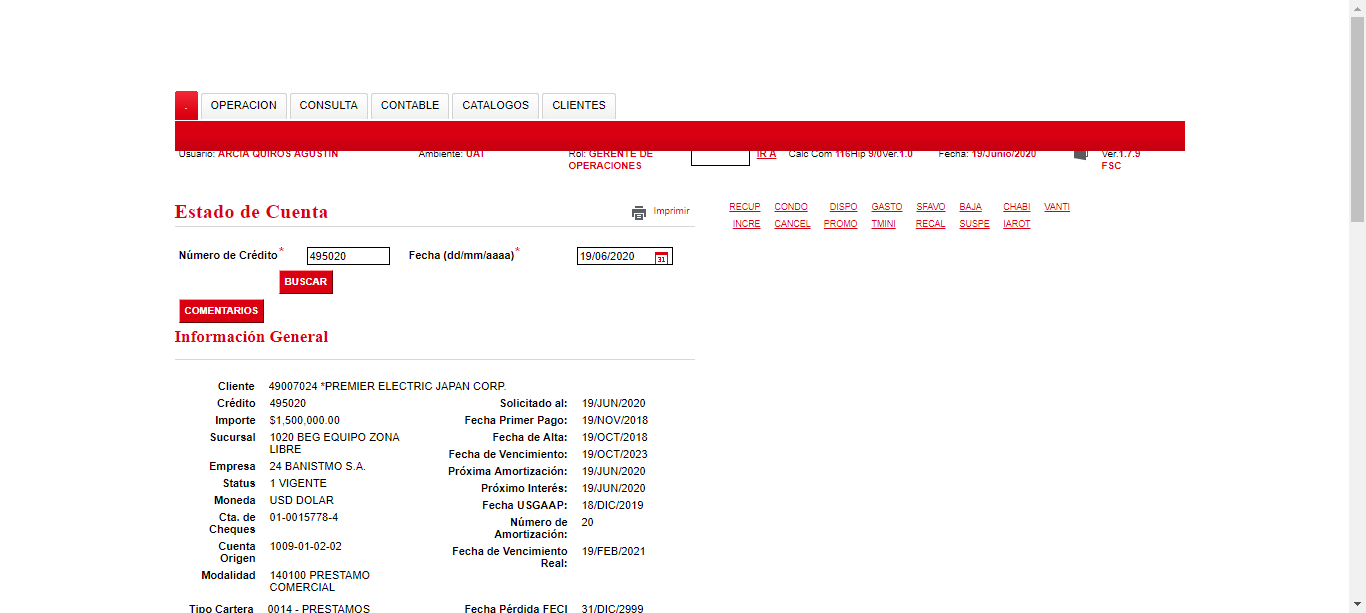 .
OPERACION CONSULTA CONTABLE CATALOGOS CLIENTES
Usuario: ARCIA QUIROS AGUSTIN Ambiente: UAT Rol: GERENTE DE OPERACIONES IR A Calc Com 116Hip 9/0Ver.1.0 Fecha: 19/Junio/2020 Ver.1.7.9 FSC
Estado de Cuenta
Imprimir
RECUP CONDO DISPO GASTO SFAVO BAJA CHABI VANTI
INCRE CANCEL PROMO TMINI RECAL SUSPE IAROT
Número de Crédito* 495020 Fecha (dd/mm/aaaa)* 19/06/2020 31
BUSCAR
COMENTARIOS
Información General
Cliente 49007024 *PREMIER ELECTRIC JAPAN CORP.
Crédito 495020 Solicitado al: 19/JUN/2020
Importe $1,500,000.00 Fecha Primer Pago: 19/NOV/2018
Sucursal 1020 BEG EQUIPO ZONA LIBRE Fecha de Alta: 19/OCT/2018
Fecha de Vencimiento: 19/OCT/2023
Empresa 24 BANISTMO S.A. Próxima Amortización: 19/JUN/2020
Status 1 VIGENTE Próximo Interés: 19/JUN/2020
Moneda USD DOLAR Fecha USGAAP: 18/DIC/2019
Cta. de Cheques 01-0015778-4 Número de Amortización: 20
Cuenta Origen 1009-01-02-02 Fecha de Vencimiento Real: 19/FEB/2021
Modalidad 140100 PRESTAMO COMERCIAL
Tipo Cartera 0014 - PRESTAMOS Fecha Pérdida FECI 31/DIC/2999